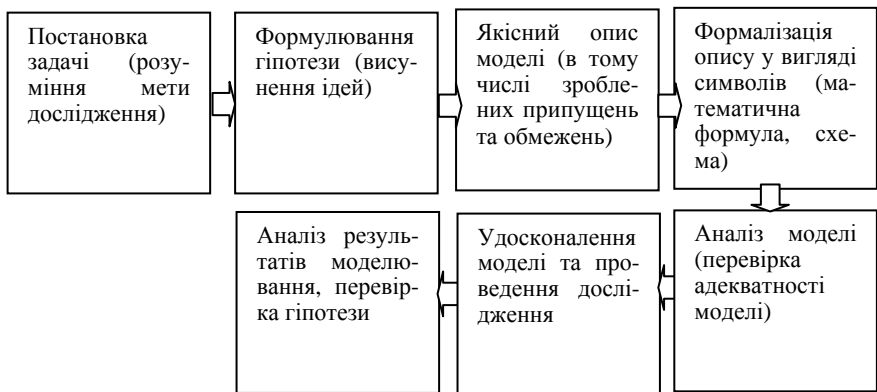 Постановка
задачі (розу-
міння мети
дослідження)
Формулювання
гіпотези (вису-
нення ідей)
Якісний опис
моделі (в тому
числі зробле-
них припущень
та обмежень)
Формалізація
опису у вигляді
символів (ма-
тематична
формула, схе-
ма)
Аналіз моделі
(перевірка
адекватності
моделі)
Удосконалення
моделі та про-
ведення дослі-
дження
Аналіз резуль-
татів моделю-
вання, перевір-
ка гіпотези